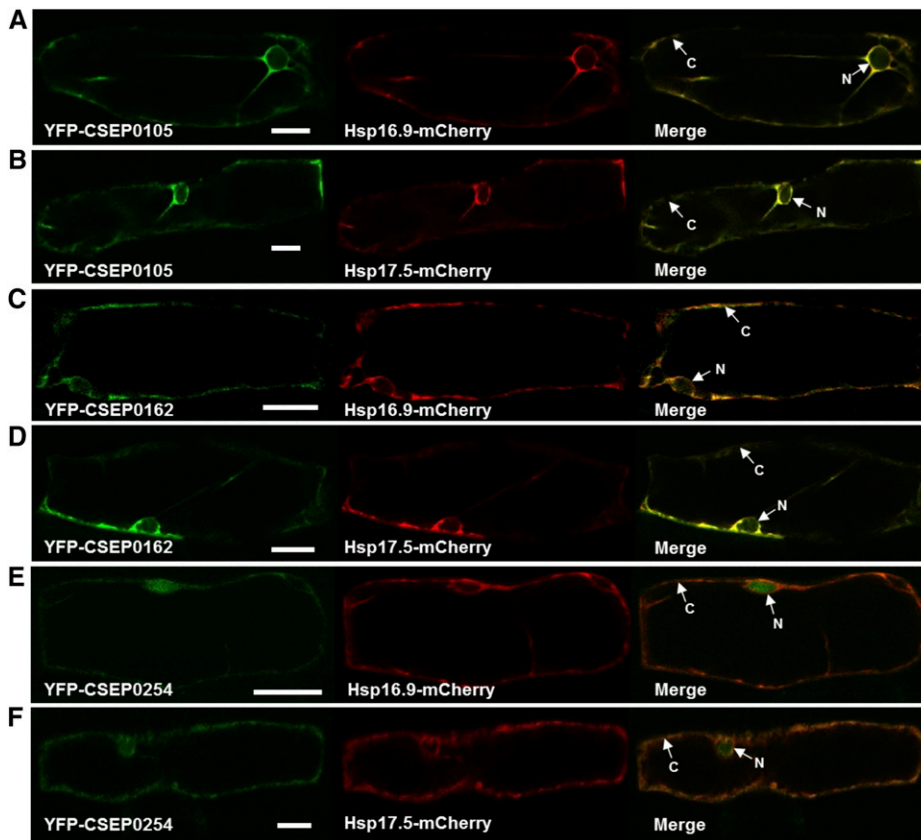 A
YFP-CSEP0105 Hsp16.9-mCherry Merge
C N
B
YFP-CSEP0105 Hsp17.5-mCherry Merge
C N
C
YFP-CSEP0162 Hsp16.9-mCherry Merge
C N
D
YFP-CSEP0162 Hsp17.5-mCherry Merge
C N
E
YFP-CSEP0254 Hsp16.9-mCherry Merge
C N
F
YFP-CSEP0254 Hsp17.5-mCherry Merge
C N